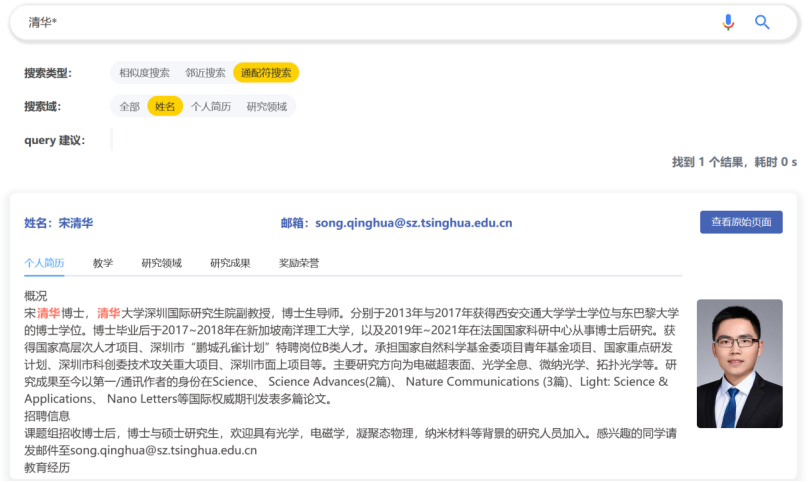 清华*
搜索类型： 相似度搜索 邻近搜索 通配符搜索
搜索域： 全部 姓名 个人简历 研究领域
query 建议：
找到 1 个结果，耗时 0 s
姓名：宋清华 邮箱：song.qinghua@sz.tsinghua.edu.cn 查看原始页面
个人简历 教学 研究领域 研究成果 奖励荣誉
概况
宋清华博士，清华大学深圳国际研究生院副教授，博士生导师。分别于2013年与2017年获得西安交通大学学士学位与东巴黎大学
的博士学位。博士毕业后于2017~2018年在新加坡南洋理工大学，以及2019年~2021年在法国国家科研中心从事博士后研究。获
得国家高层次人才项目、深圳市“鹏城孔雀计划”特聘岗位B类人才。承担国家自然科学基金委项目青年基金项目、国家重点研发
计划、深圳市科创委技术攻关重大项目、深圳市面上项目等。主要研究方向为电磁超表面、光学全息、微纳光学、拓扑光学等。研
究成果至今以第一/通讯作者的身份在Science、 Science Advances(2篇)、 Nature Communications (3篇)、Light: Science &
Applications、 Nano Letters等国际权威期刊发表多篇论文。
招聘信息
课题组招收博士后，博士与硕士研究生，欢迎具有光学，电磁学，凝聚态物理，纳米材料等背景的研究人员加入。感兴趣的同学请
发邮件至song.qinghua@sz.tsinghua.edu.cn
教育经历